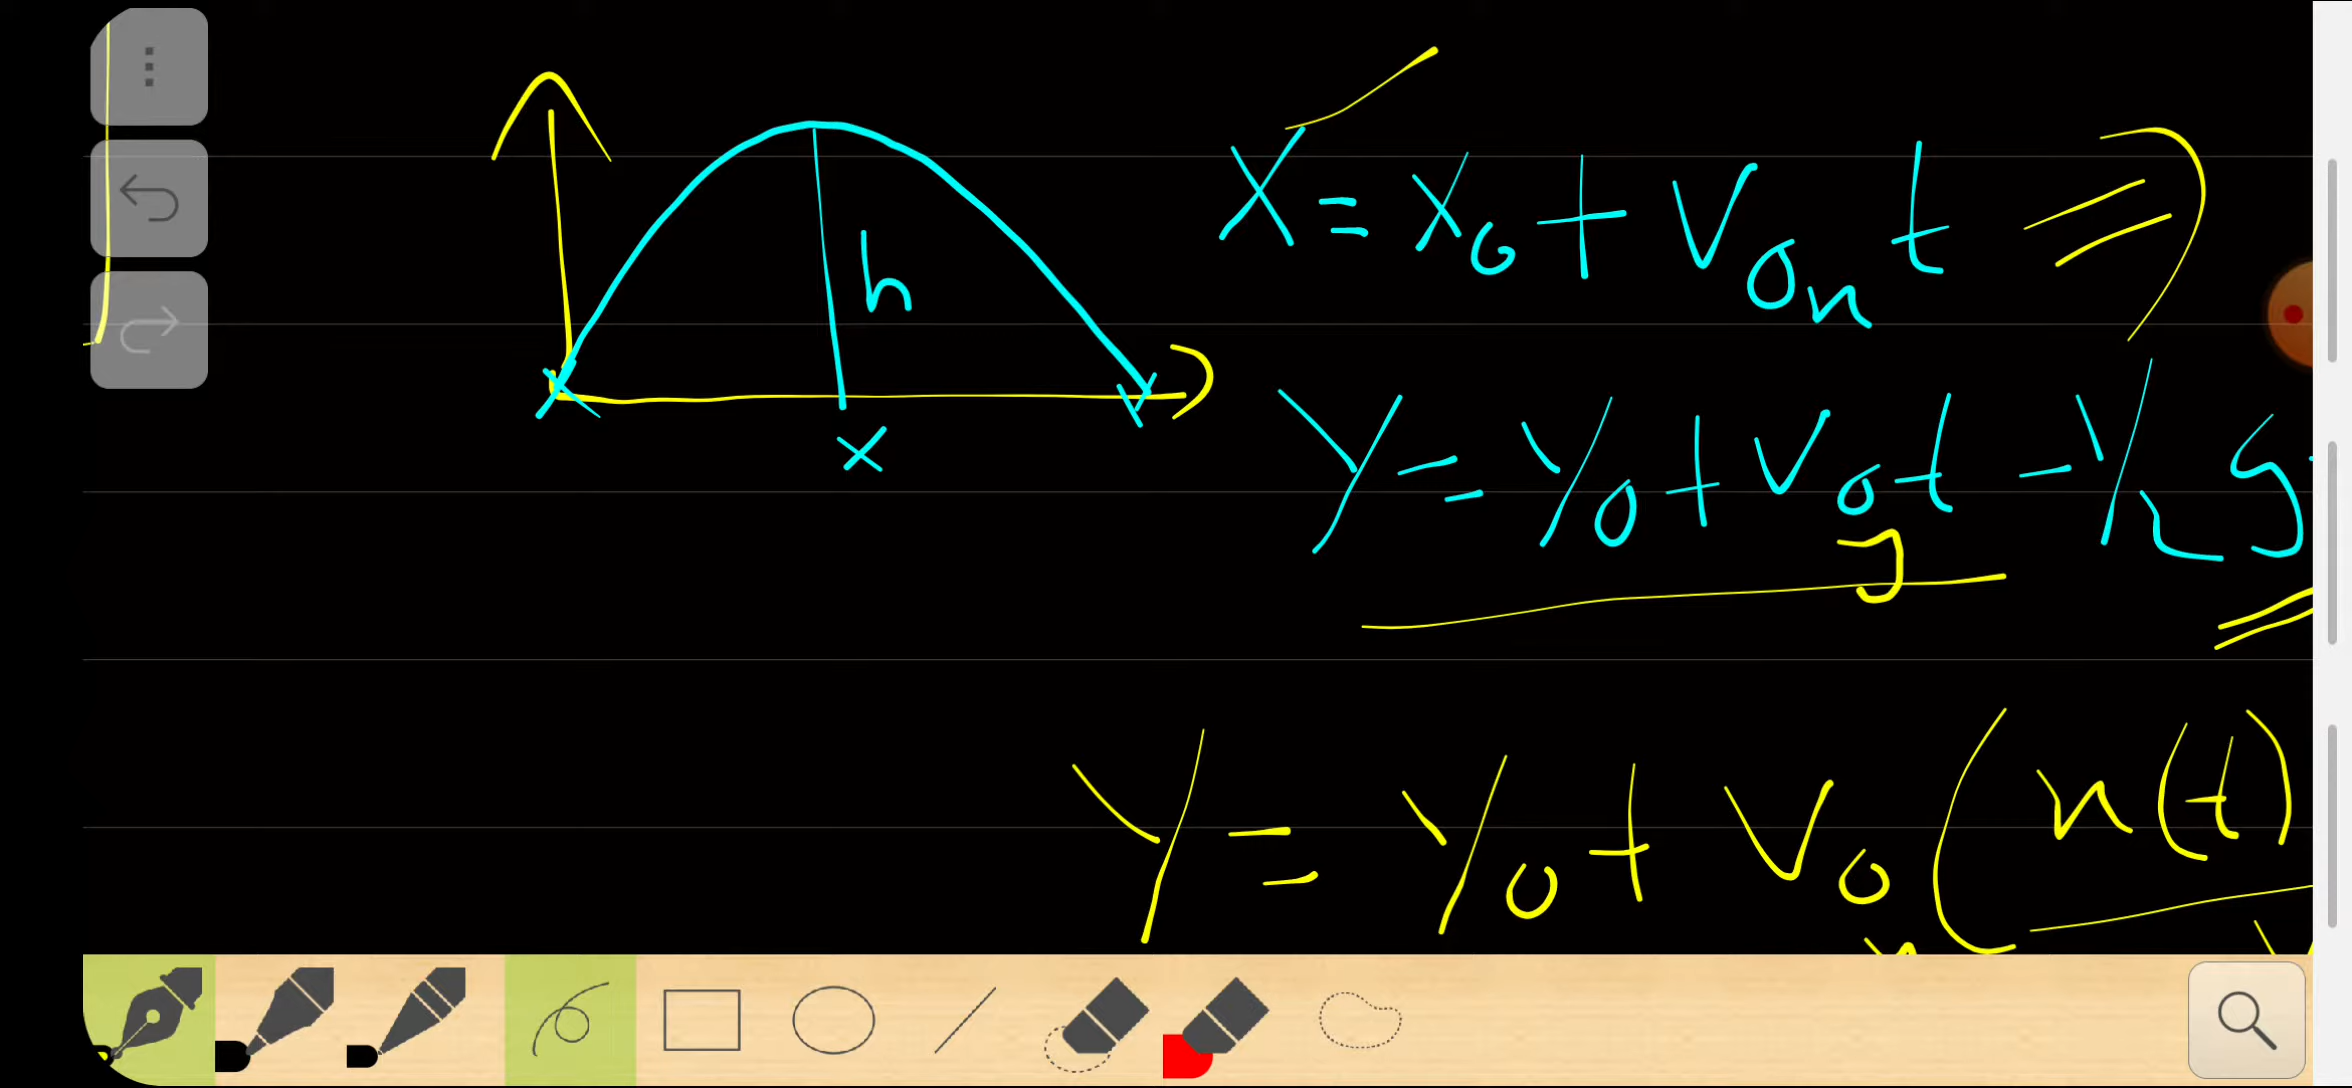 h
x
X = x₀ + v₀ₓ t ⇒
Y = y₀ + v₀y t - 1/2 g
Y = y₀ + v₀ ( x(t)